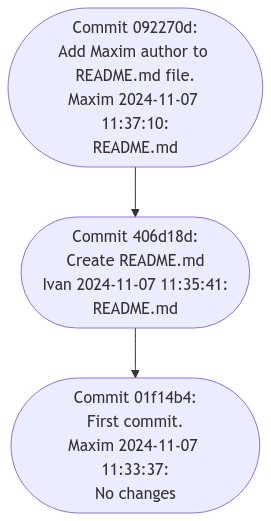 Commit 092270d:
Add Maxim author to
README.md file.
Maxim 2024-11-07
11:37:10:
README.md
Commit 406d18d:
Create README.md
Ivan 2024-11-07 11:35:41:
README.md
Commit 01f14b4:
First commit.
Maxim 2024-11-07
11:33:37:
No changes